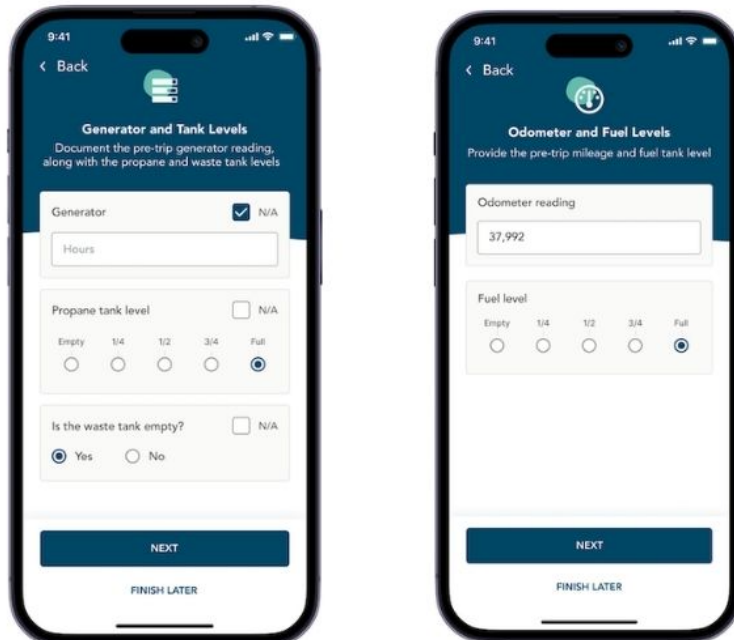 9:41
Back
Generator and Tank Levels
Document the pre-trip generator reading,
along with the propane and waste tank levels
Generator N/A
Hours
Propane tank level N/A
Empty 1/4 1/2 3/4 Full
Is the waste tank empty? N/A
Yes No
NEXT
FINISH LATER
9:41
Back
Odometer and Fuel Levels
Provide the pre-trip mileage and fuel tank level
Odometer reading
37,992
Fuel level
Empty 1/4 1/2 3/4 Full
NEXT
FINISH LATER